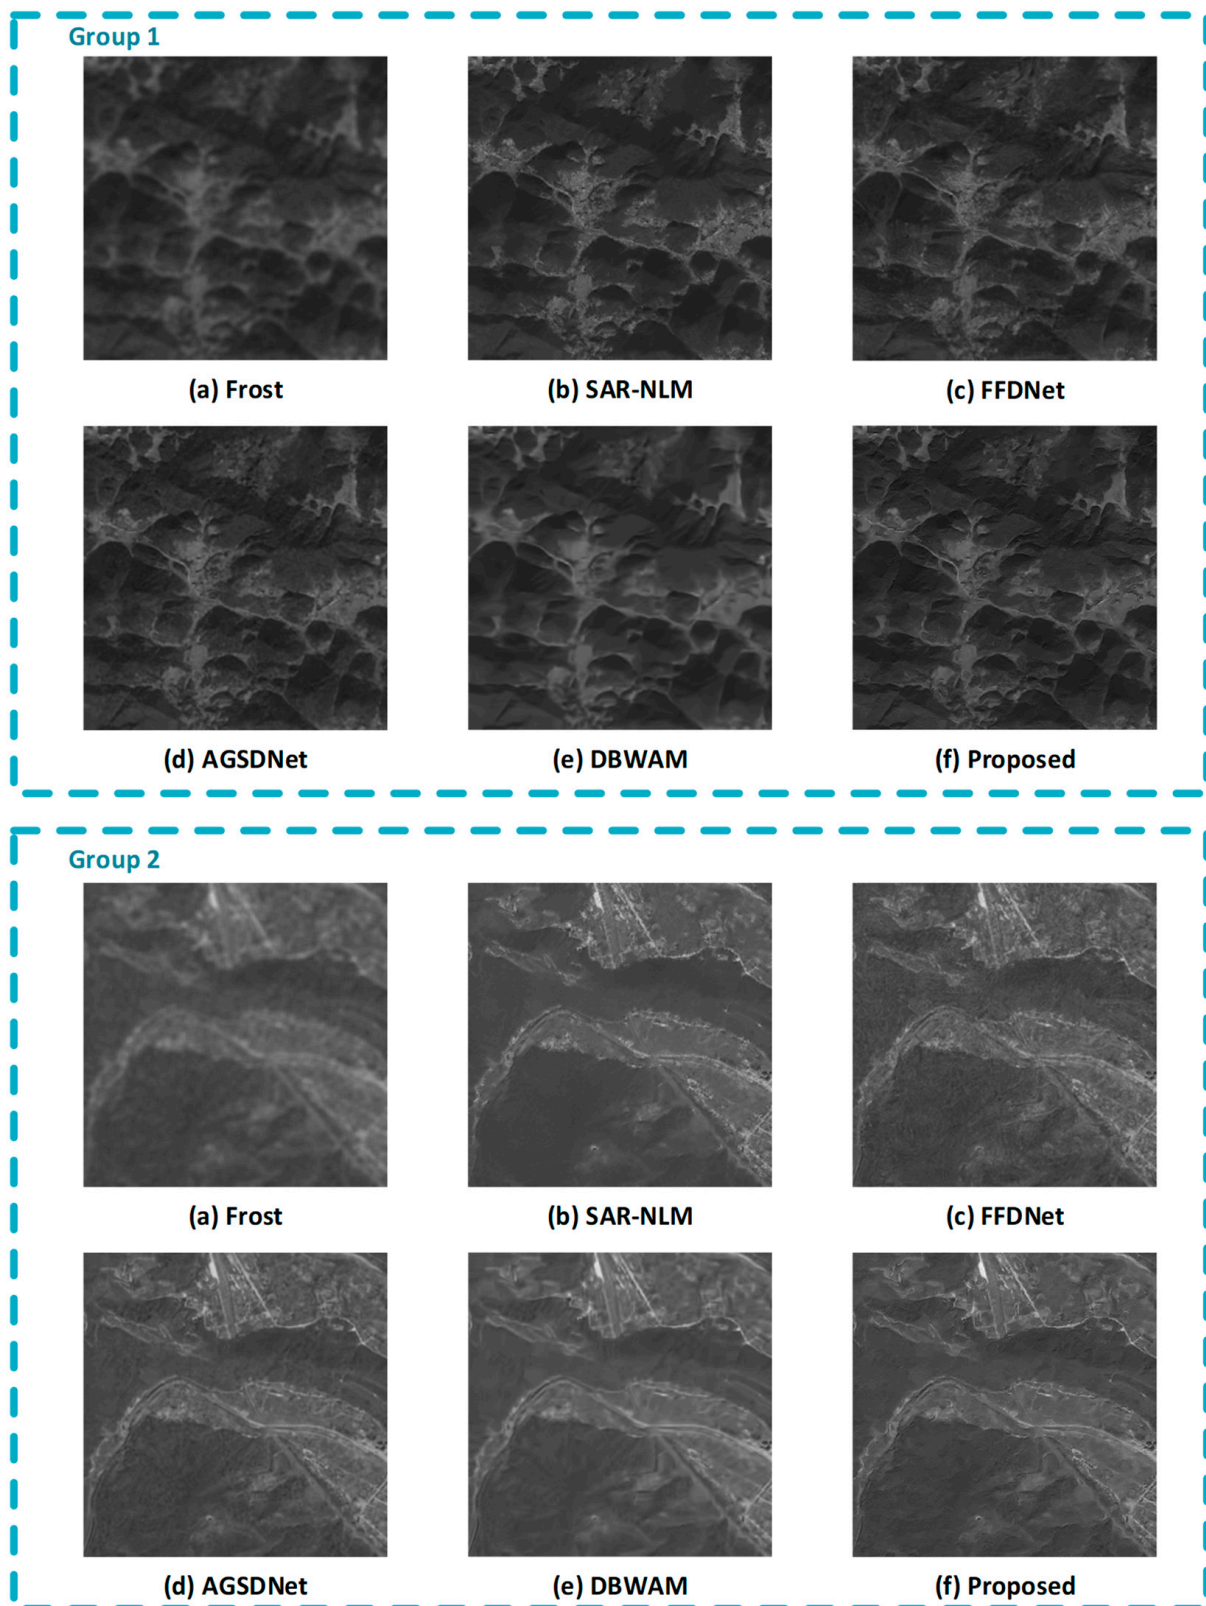 Group 1
(a) Frost
(b) SAR-NLM
(c) FFDNet
(d) AGSDNet
(e) DBWAM
(f) Proposed
Group 2
(a) Frost
(b) SAR-NLM
(c) FFDNet
(d) AGSDNet
(e) DBWAM
(f) Proposed